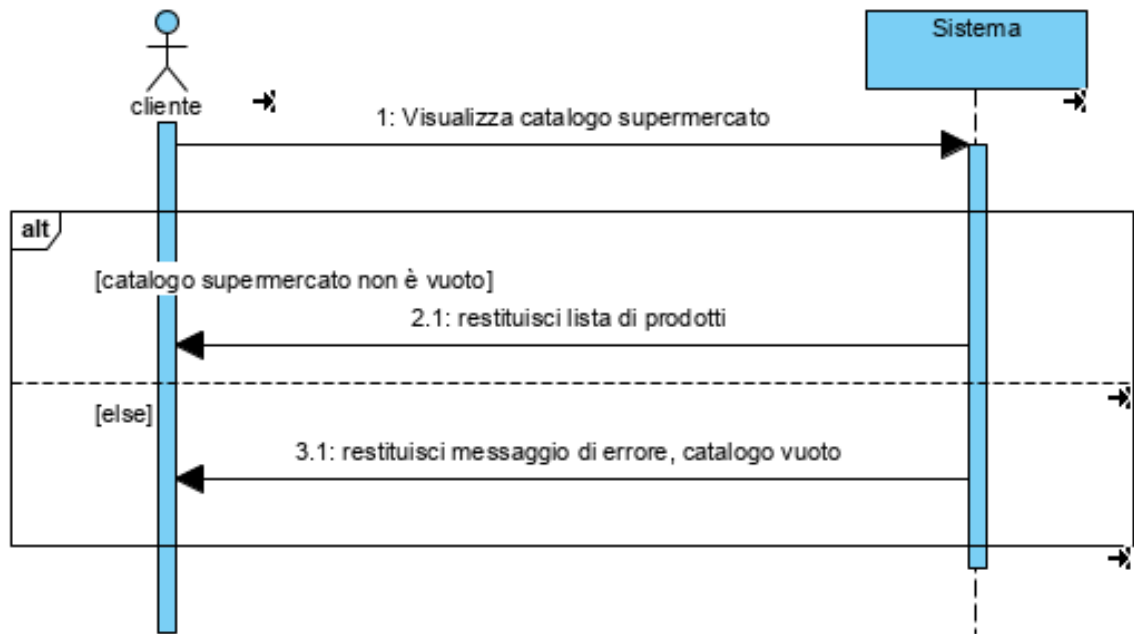 Sistema
cliente
1: Visualizza catalogo supermercato
alt
[catalogo supermercato non è vuoto]
2.1: restituisci lista di prodotti
[else]
3.1: restituisci messaggio di errore, catalogo vuoto